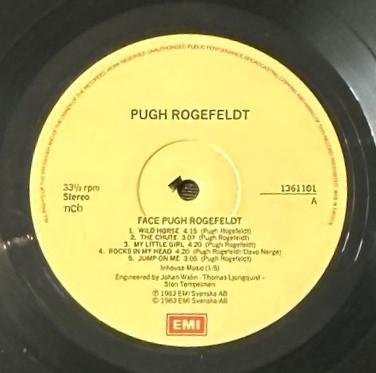 PUGH ROGEFELDT
33⅓ rpm
Stereo
ncb
1361101
A
FACE PUGH ROGEFELDT
1. WILD HORSE 4.15 (Pugh Rogefeldt)
2. THE CHUTE 3.07 (Pugh Rogefeldt)
3. MY LITTLE GIRL 4.20 (Pugh Rogefeldt)
4. ROCKS IN MY HEAD 4.20 (Pugh Rogefeldt/Davo Nerge)
5. JUMP ON ME 3.05 (Pugh Rogefeldt)
Inhouse Music (1/5)
Engineered by Johan Wallin · Thomas Ljungquist ·
Sten Tempelman
℗ 1983 EMI Svenska AB
© 1983 EMI Svenska AB
EMI